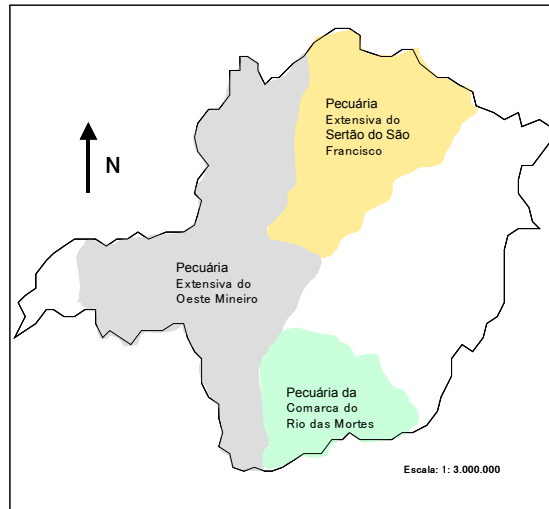 Pecuária
Extensiva do
Sertão do São
Francisco
N
Pecuária
Extensiva do
Oeste Mineiro
Pecuária da
Comarca do
Rio das Mortes
Escala: 1: 3.000.000